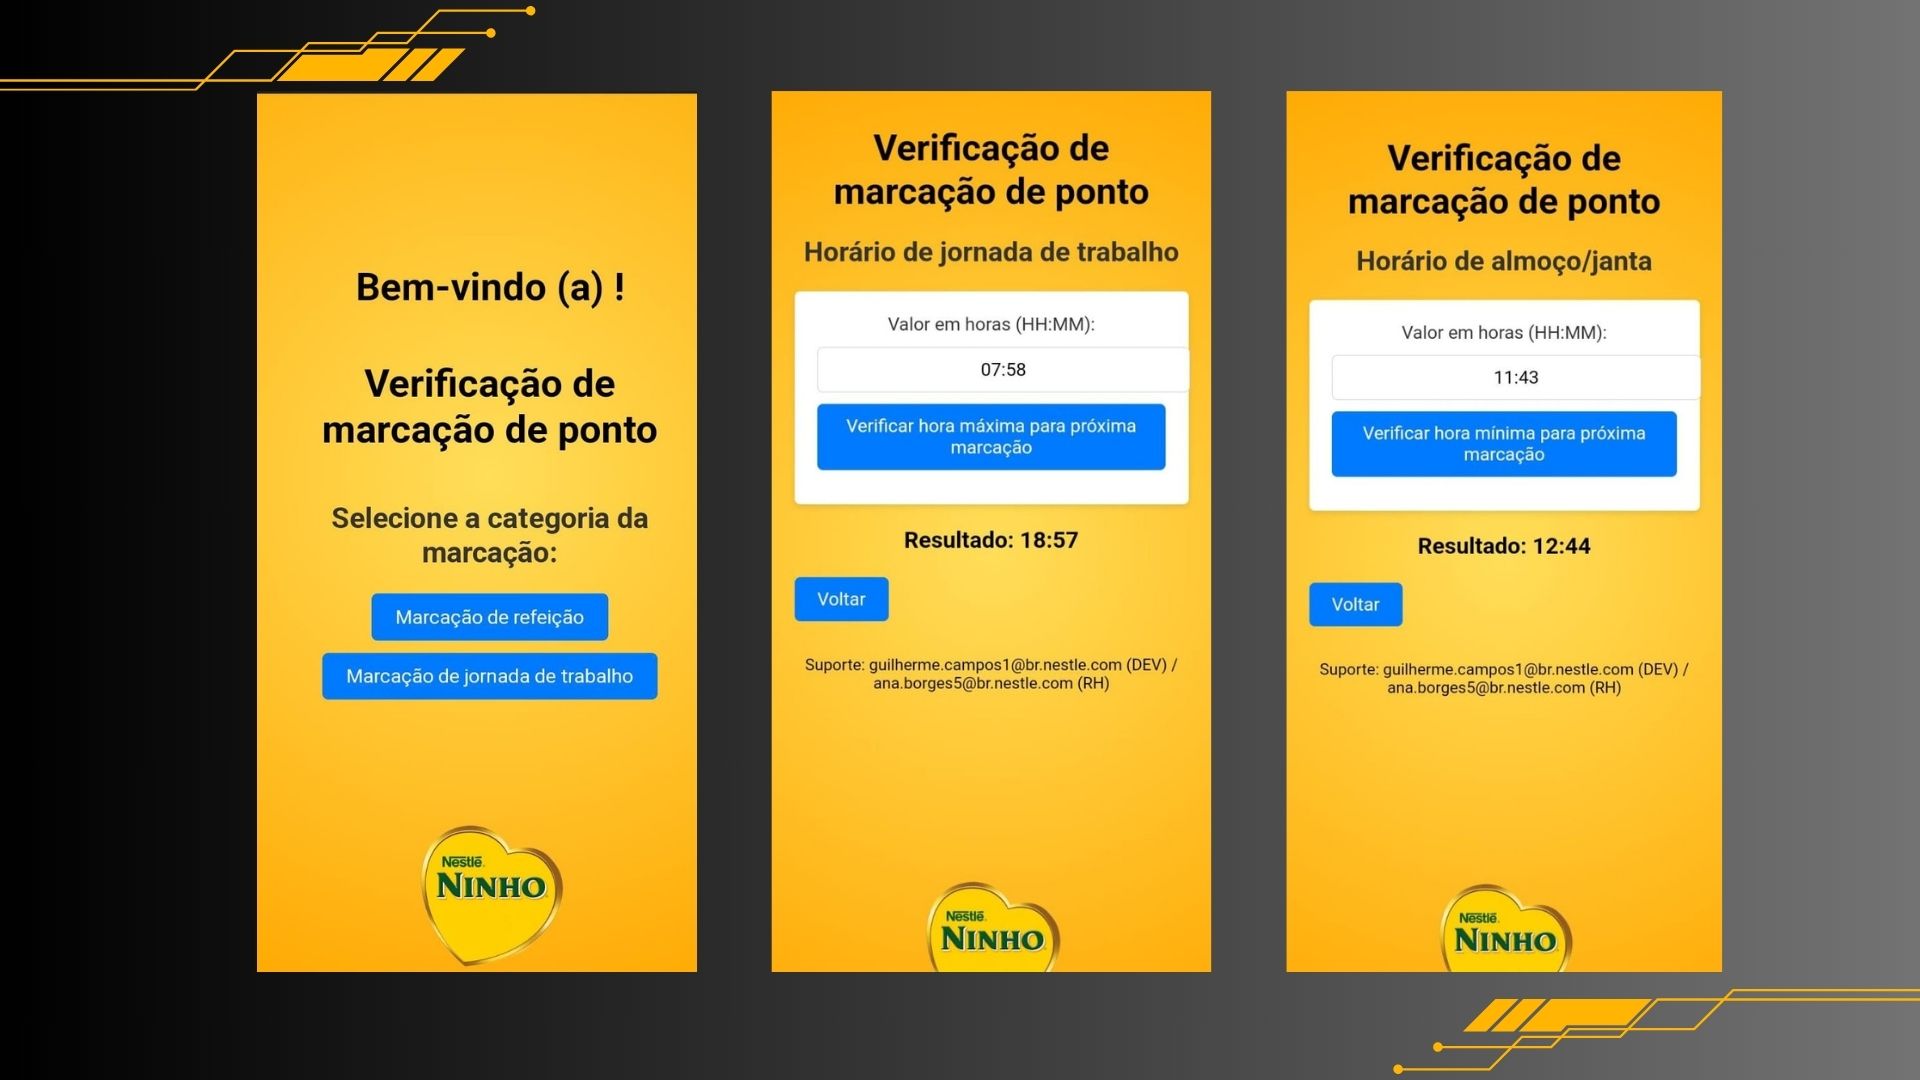 Bem-vindo (a) !
Verificação de
marcação de ponto
Selecione a categoria da
marcação:
Marcação de refeição
Marcação de jornada de trabalho
Nestlé.
NINHO
Verificação de
marcação de ponto
Horário de jornada de trabalho
Valor em horas (HH:MM):
07:58
Verificar hora máxima para próxima
marcação
Resultado: 18:57
Voltar
Suporte: guilherme.campos1@br.nestle.com (DEV) /
ana.borges5@br.nestle.com (RH)
Nestlé.
NINHO
Verificação de
marcação de ponto
Horário de almoço/janta
Valor em horas (HH:MM):
11:43
Verificar hora mínima para próxima
marcação
Resultado: 12:44
Voltar
Suporte: guilherme.campos1@br.nestle.com (DEV) /
ana.borges5@br.nestle.com (RH)
Nestlé.
NINHO